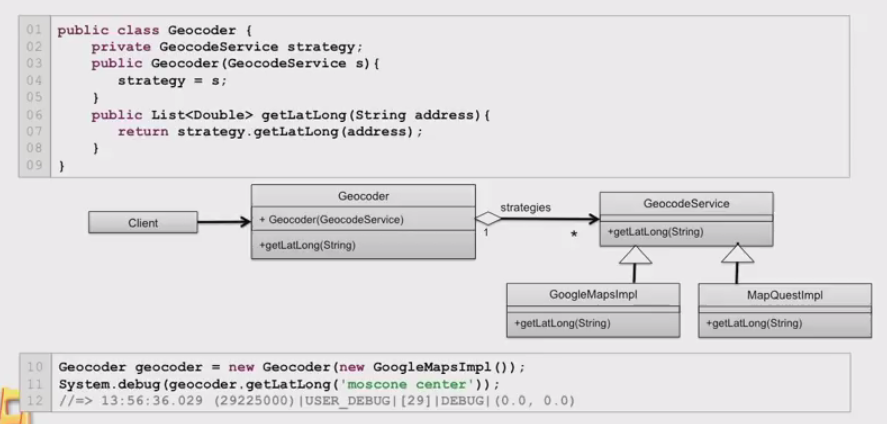 01 public class Geocoder {
02 private GeocodeService strategy;
03 public Geocoder(GeocodeService s){
04 strategy = s;
05 }
06 public List<Double> getLatLong(String address){
07 return strategy.getLatLong(address);
08 }
09 }
Client
Geocoder
+ Geocoder(GeocodeService)
+getLatLong(String)
strategies
1
*
GeocodeService
+getLatLong(String)
GoogleMapsImpl
+getLatLong(String)
MapQuestImpl
+getLatLong(String)
10 Geocoder geocoder = new Geocoder(new GoogleMapsImpl());
11 System.debug(geocoder.getLatLong('moscone center'));
12 //=> 13:56:36.029 (29225000)|USER_DEBUG|[29]|DEBUG|(0.0, 0.0)